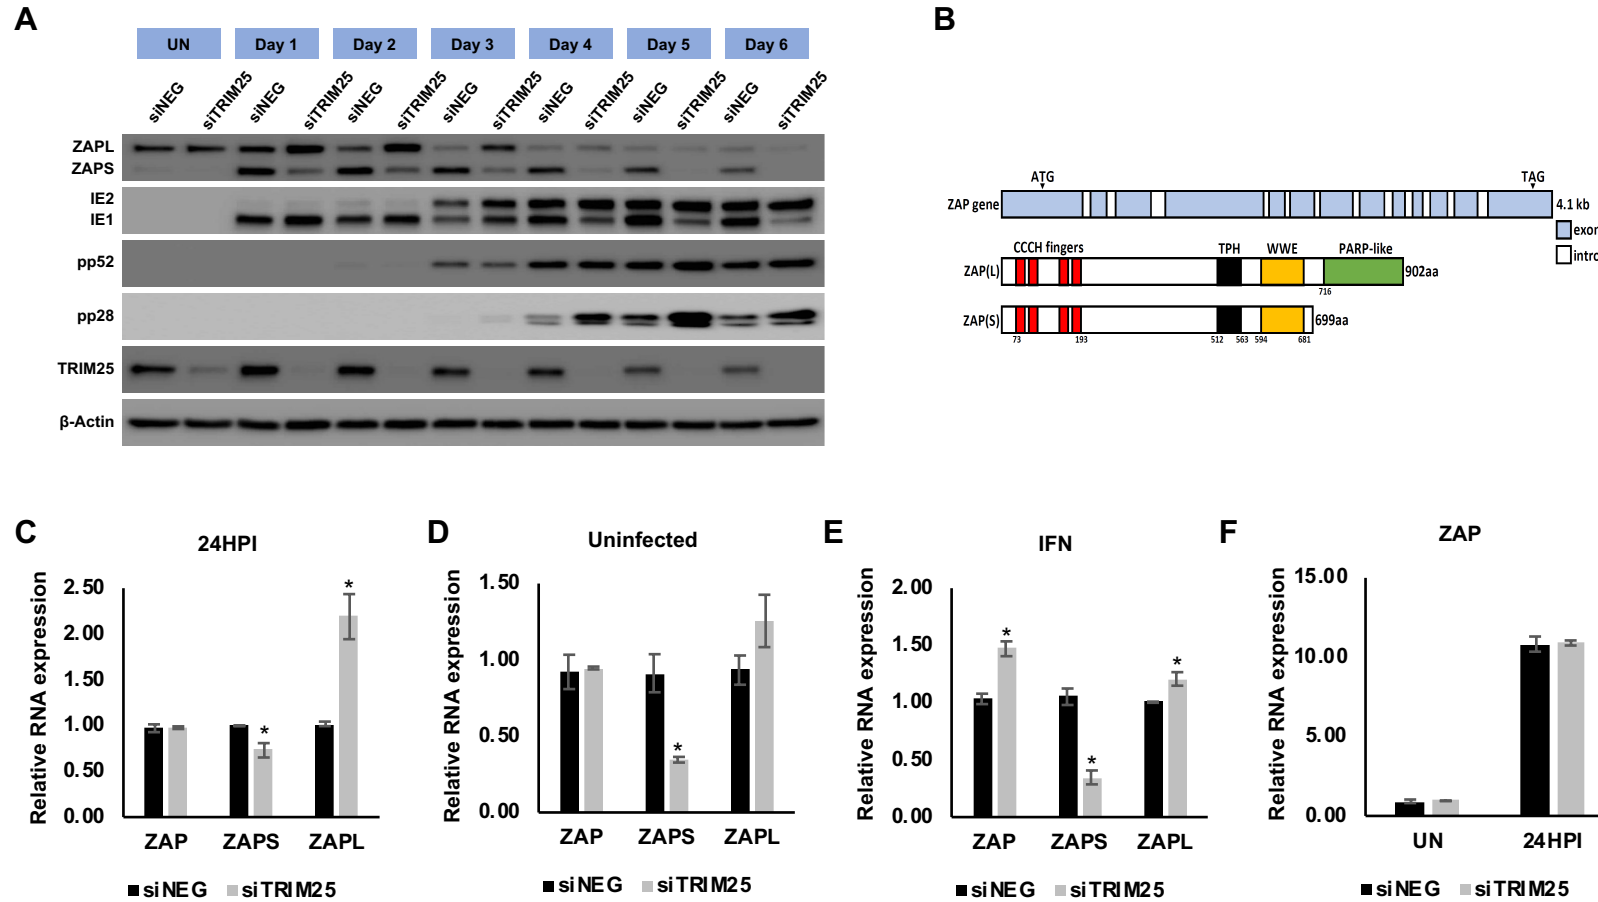 A
UN Day 1 Day 2 Day 3 Day 4 Day 5 Day 6
siNEG siTRIM25 siNEG siTRIM25 siNEG siTRIM25 siNEG siTRIM25 siNEG siTRIM25 siNEG siTRIM25 siNEG siTRIM25
ZAPL
ZAPS
IE2
IE1
pp52
pp28
TRIM25
β-Actin
B
ATG TAG
ZAP gene 4.1 kb
exon
intro
CCCH fingers TPH WWE PARP-like
ZAP(L) 902aa
716
ZAP(S) 699aa
73 193 512 563 594 681
C
24HPI
Relative RNA expression
2.50
2.00
1.50
1.00
0.50
0.00
* *
ZAP ZAPS ZAPL
siNEG siTRIM25
D
Uninfected
Relative RNA expression
1.50
1.00
0.50
0.00
*
ZAP ZAPS ZAPL
siNEG siTRIM25
E
IFN
Relative RNA expression
2.00
1.50
1.00
0.50
0.00
* * *
ZAP ZAPS ZAPL
siNEG siTRIM25
F
ZAP
Relative RNA expression
15.00
10.00
5.00
0.00
UN 24HPI
siNEG siTRIM25